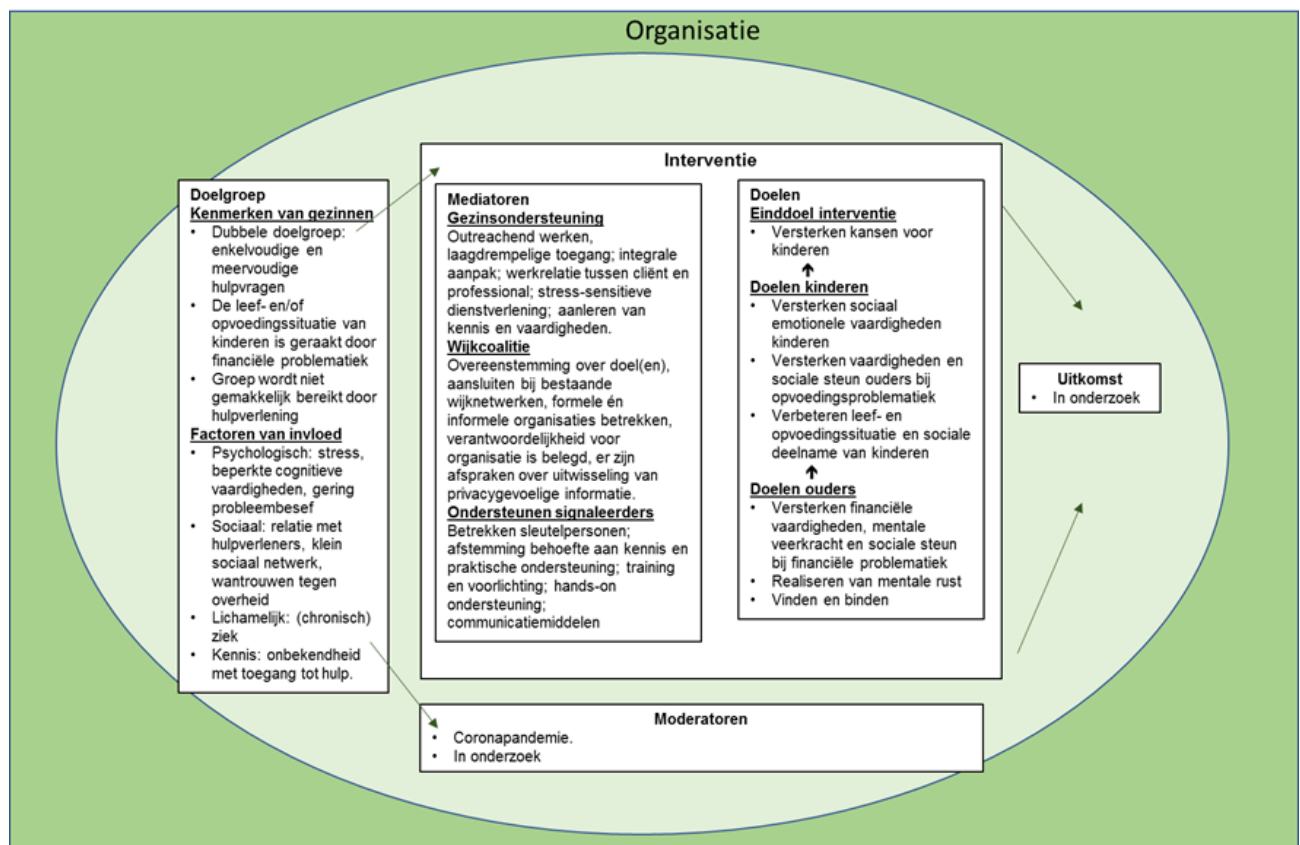 Organisatie
Doelgroep
Kenmerken van gezinnen
• Dubbele doelgroep:
enkelvoudige en
meervoudige
hulpvragen
• De leef- en/of
opvoedingssituatie van
kinderen is geraakt door
financiële problematiek
• Groep wordt niet
gemakkelijk bereikt door
hulpverlening
Factoren van invloed
• Psychologisch: stress,
beperkte cognitieve
vaardigheden, gering
probleembesef
• Sociaal: relatie met
hulpverleners, klein
sociaal netwerk,
wantrouwen tegen
overheid
• Lichamelijk: (chronisch)
ziek
• Kennis: onbekendheid
met toegang tot hulp.
Interventie
Mediatoren
Gezinsondersteuning
Outreachend werken,
laagdrempelige toegang; integrale
aanpak; werkrelatie tussen cliënt en
professional; stress-sensitieve
dienstverlening; aanleren van
kennis en vaardigheden.
Wijkcoalitie
Overeenstemming over doel(en),
aansluiten bij bestaande
wijknetwerken, formele én
informele organisaties betrekken,
verantwoordelijkheid voor
organisatie is belegd, er zijn
afspraken over uitwisseling van
privacygevoelige informatie.
Ondersteunen signaleerders
Betrekken sleutelpersonen;
afstemming behoefte aan kennis en
praktische ondersteuning; training
en voorlichting; hands-on
ondersteuning;
communicatiemiddelen
Doelen
Einddoel interventie
• Versterken kansen voor
kinderen
Doelen kinderen
• Versterken sociaal
emotionele vaardigheden
kinderen
• Versterken vaardigheden en
sociale steun ouders bij
opvoedingsproblematiek
• Verbeteren leef- en
opvoedingssituatie en sociale
deelname van kinderen
Doelen ouders
• Versterken financiële
vaardigheden, mentale
veerkracht en sociale steun
bij financiële problematiek
• Realiseren van mentale rust
• Vinden en binden
Uitkomst
• In onderzoek
Moderatoren
• Coronapandemie.
• In onderzoek